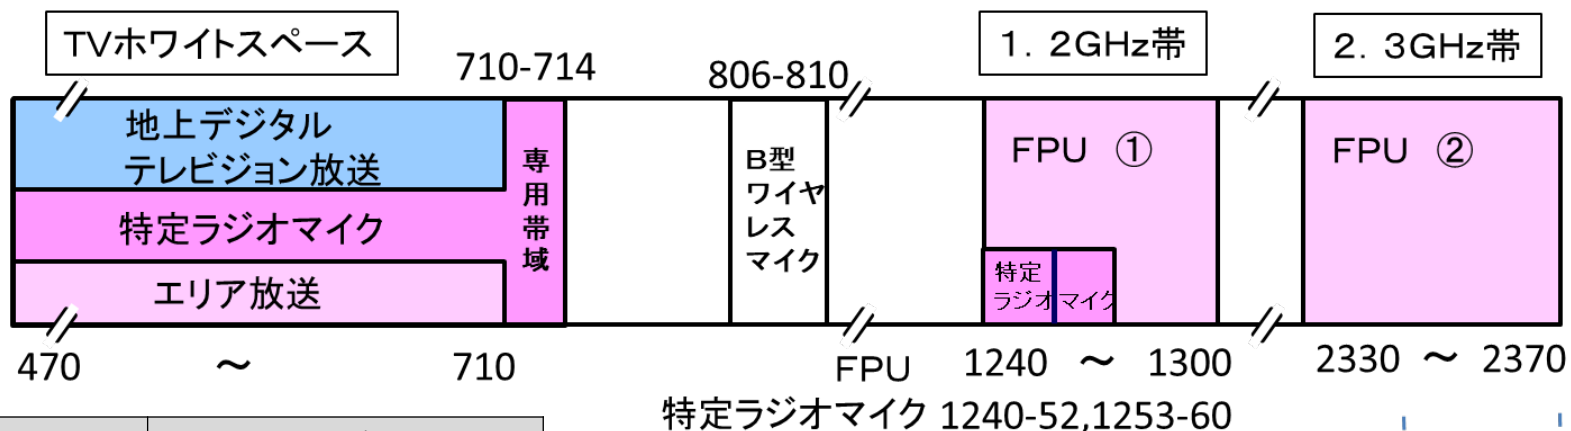 TVホワイトスペース
1．2GHz帯
2．3GHz帯
710-714
806-810
地上デジタル
テレビジョン放送
特定ラジオマイク
エリア放送
専用帯域
B型
ワイヤ
レス
マイク
FPU ①
特定
ラジオマイク
FPU ②
470 ～ 710
FPU 1240 ～ 1300
2330 ～ 2370
特定ラジオマイク 1240-52,1253-60